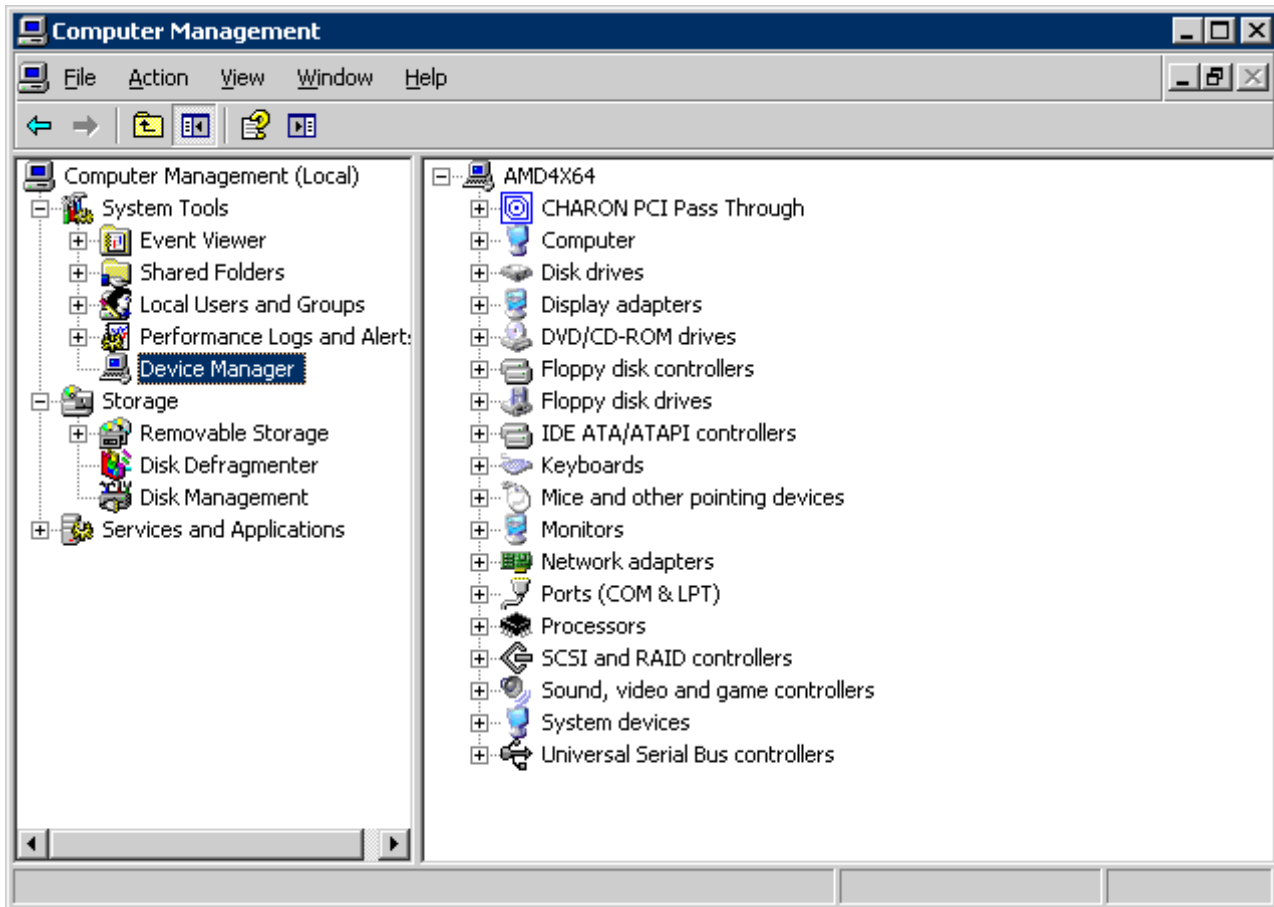 Computer Management
File Action View Window Help
Computer Management (Local)
System Tools
Event Viewer
Shared Folders
Local Users and Groups
Performance Logs and Alerts
Device Manager
Storage
Removable Storage
Disk Defragmenter
Disk Management
Services and Applications
AMD4X64
CHARON PCI Pass Through
Computer
Disk drives
Display adapters
DVD/CD-ROM drives
Floppy disk controllers
Floppy disk drives
IDE ATA/ATAPI controllers
Keyboards
Mice and other pointing devices
Monitors
Network adapters
Ports (COM & LPT)
Processors
SCSI and RAID controllers
Sound, video and game controllers
System devices
Universal Serial Bus controllers